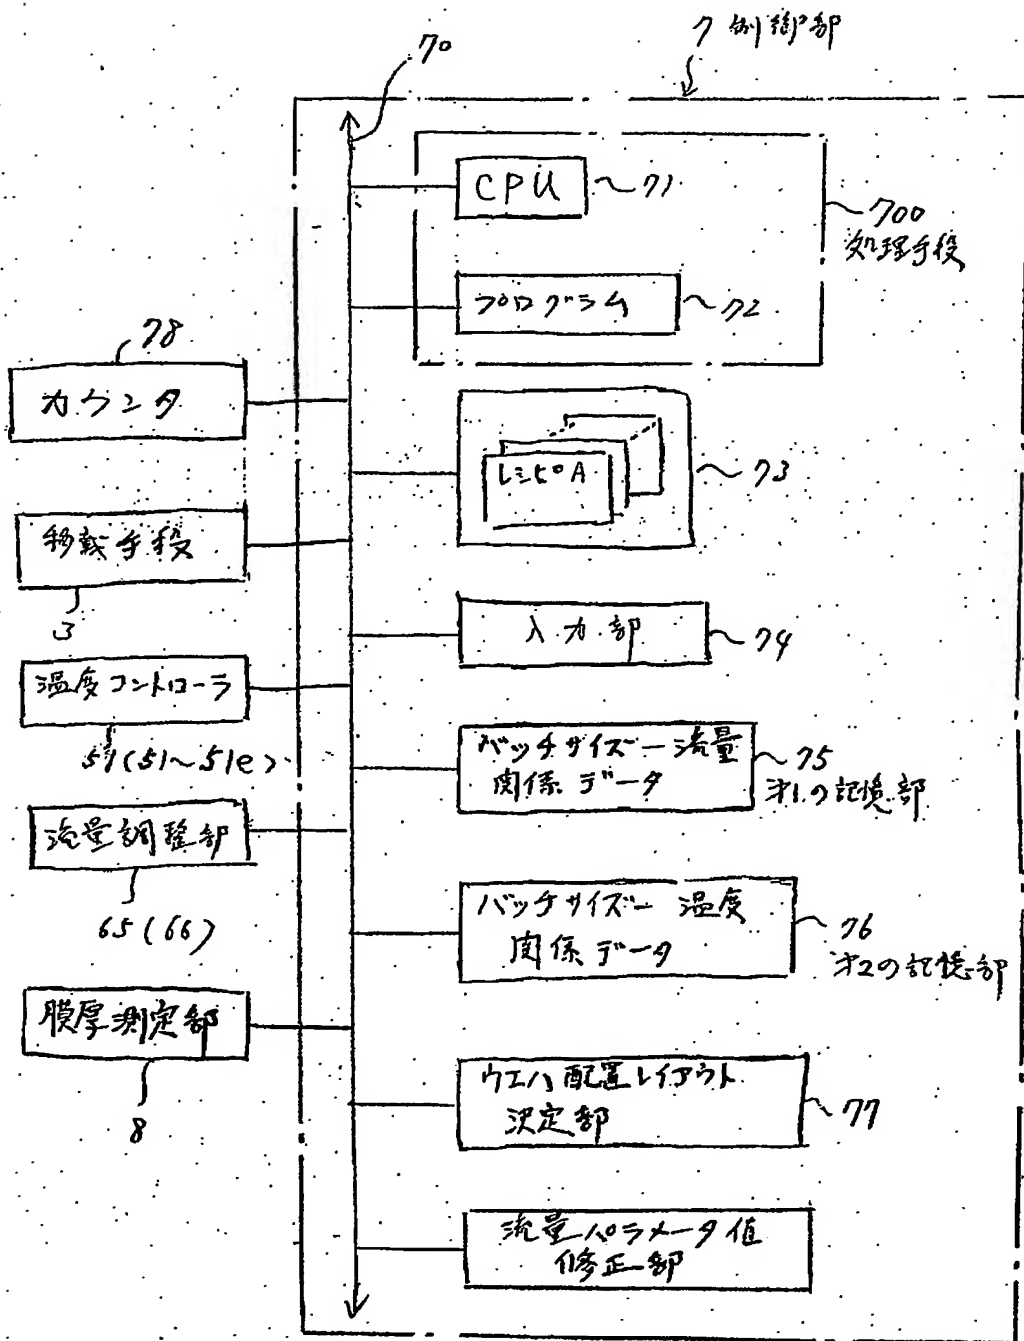 70
7 制御部
CPU
71
700
処理手段
プログラム
72
78
カウンタ
レシピA
73
移載手段
3
入力部
74
温度コントローラ
51(51~51e)
バッチサイズー流量
関係データ
75
才1の記憶部
流量調整部
65(66)
バッチサイズー温度
関係データ
76
才2の記憶部
膜厚測定部
8
ウエハ配置レイアウト
決定部
77
流量パラメータ値
修正部